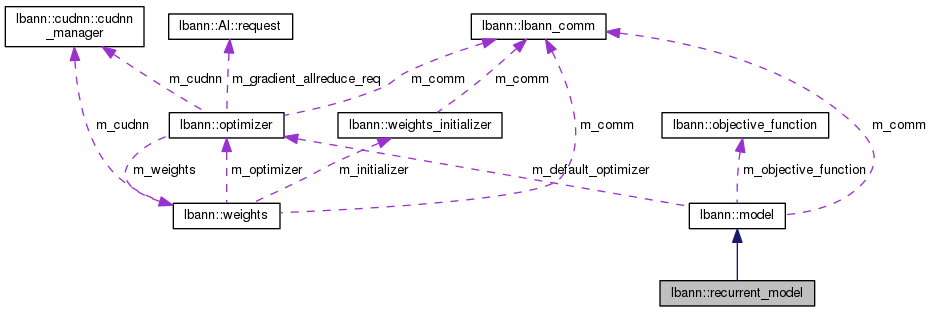 lbann::cudnn::cudnn
_manager
lbann::Al::request
lbann::lbann_comm
m_cudnn
m_gradient_allreduce_req
m_comm
m_comm
m_cudnn
lbann::optimizer
lbann::weights_initializer
m_comm
lbann::objective_function
m_comm
m_weights
m_optimizer
m_initializer
m_default_optimizer
m_objective_function
lbann::weights
lbann::model
lbann::recurrent_model